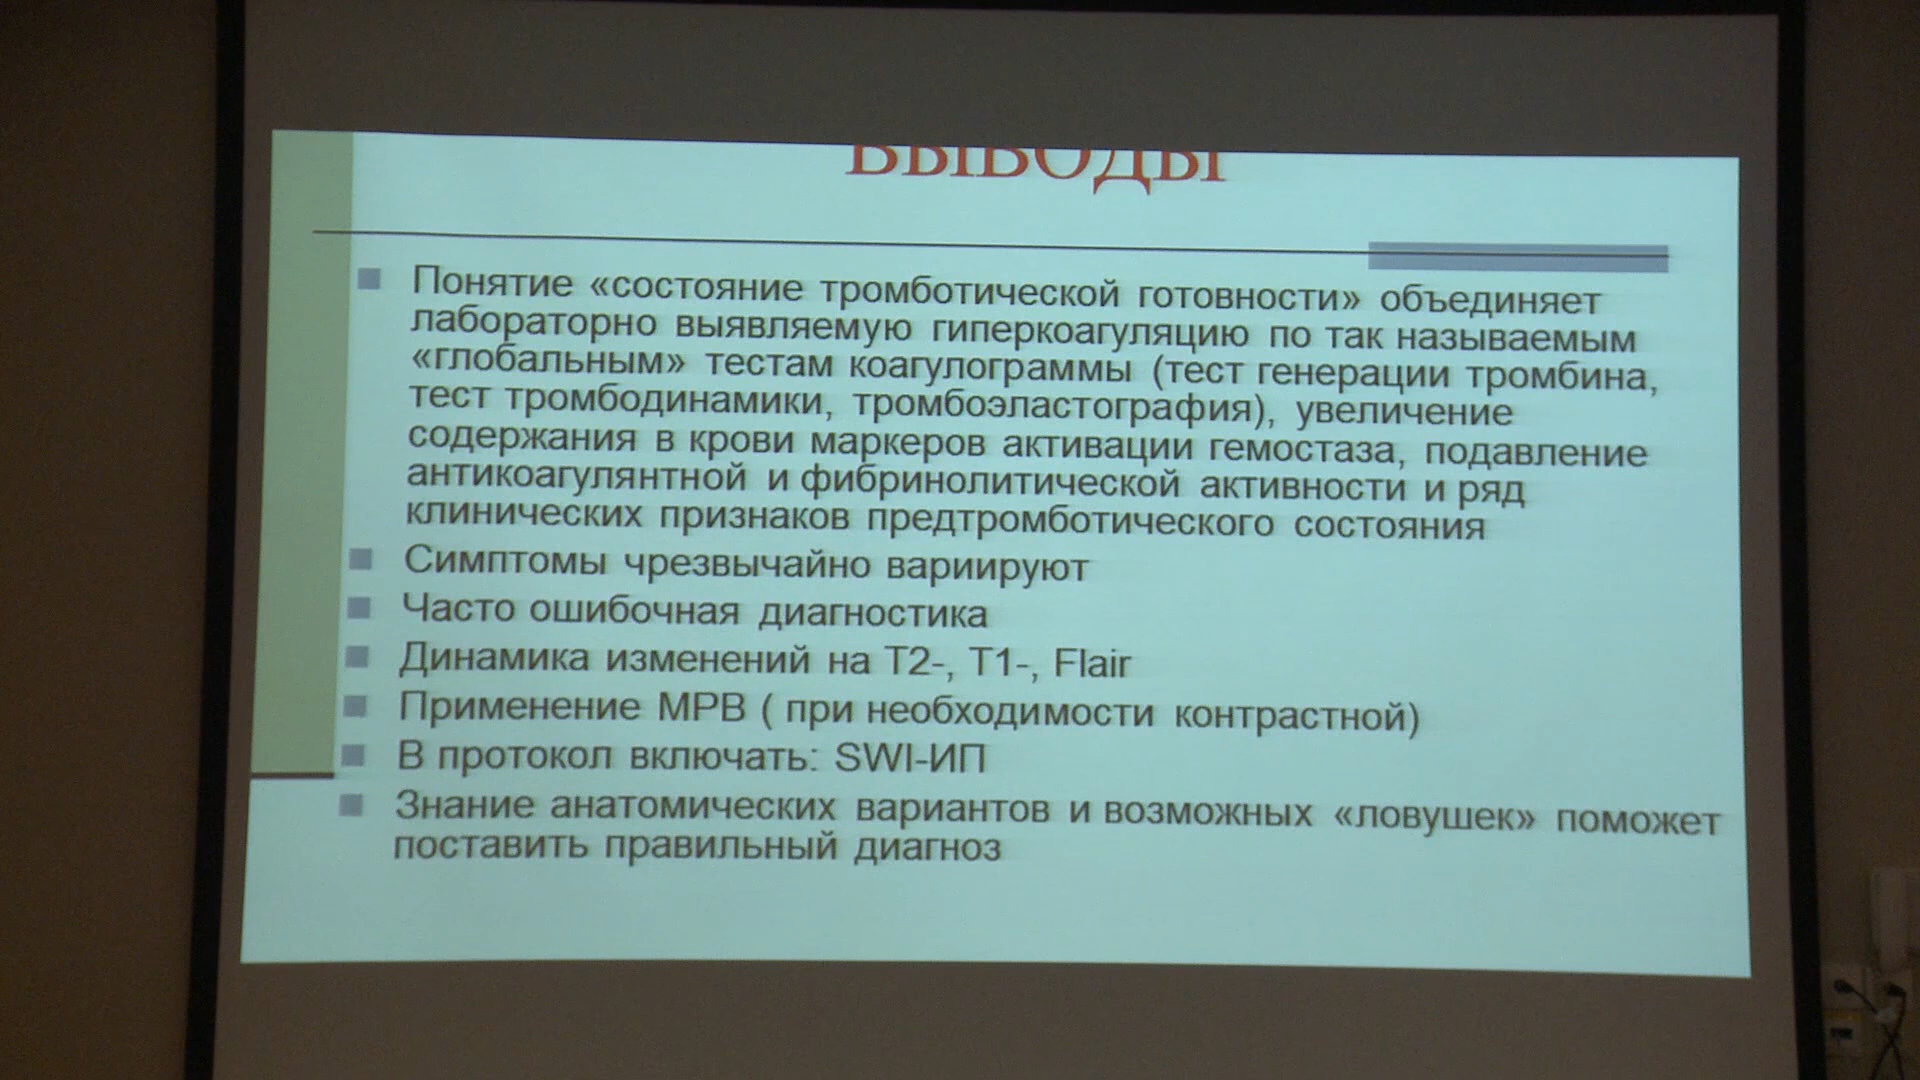 ВЫВОДЫ
Понятие «состояние тромботической готовности» объединяет
лабораторно выявляемую гиперкоагуляцию по так называемым
«глобальным» тестам коагулограммы (тест генерации тромбина,
тест тромбодинамики, тромбоэластография), увеличение
содержания в крови маркеров активации гемостаза, подавление
антикоагулянтной и фибринолитической активности и ряд
клинических признаков предтромботического состояния
Симптомы чрезвычайно вариируют
Часто ошибочная диагностика
Динамика изменений на Т2-, Т1-, Flair
Применение МРВ ( при необходимости контрастной)
В протокол включать: SWI-ИП
Знание анатомических вариантов и возможных «ловушек» поможет
поставить правильный диагноз